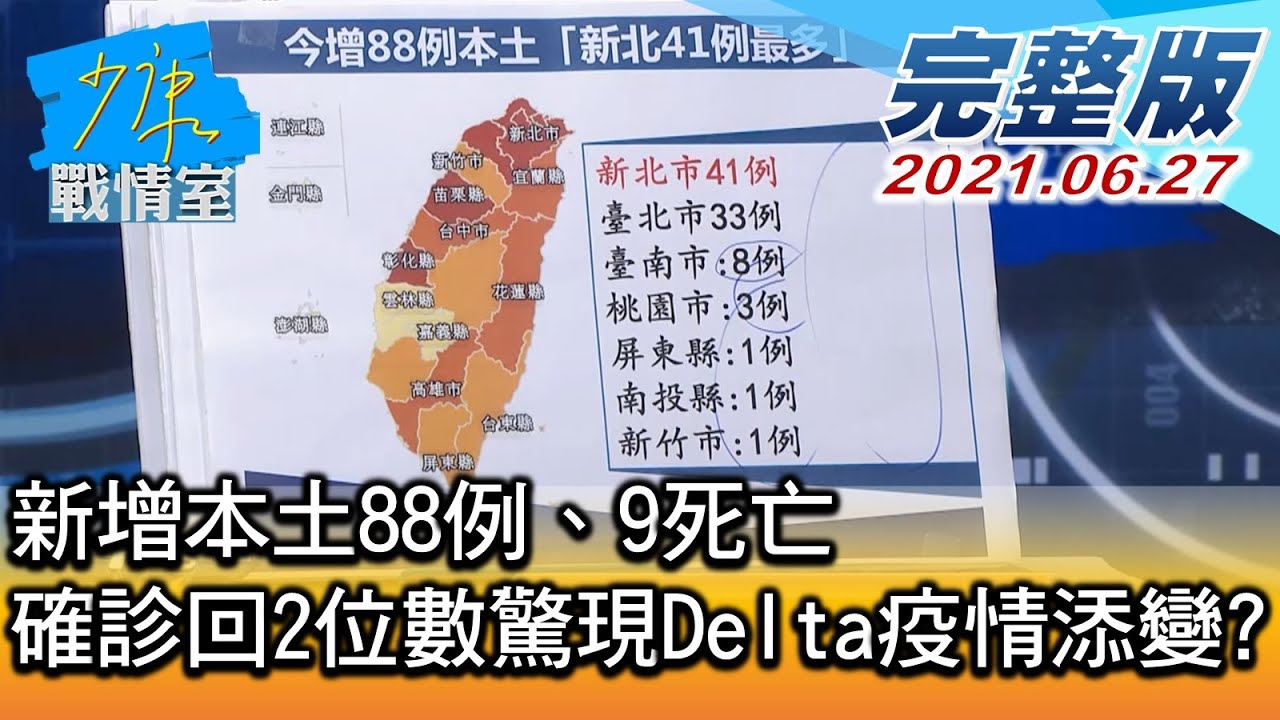 今增88例本土「新北41例最多」
少康
戰情室
完整版
2021.06.27
連江縣
金門縣
澎湖縣
新北市
新竹市
宜蘭縣
苗栗縣
台中市
彰化縣
花蓮縣
雲林縣
嘉義縣
高雄市
台東縣
屏東縣
新北市41例
臺北市33例
臺南市:8例
桃園市:3例
屏東縣:1例
南投縣:1例
新竹市:1例
004
新增本土88例、9死亡
確診回2位數驚現Delta疫情添變?